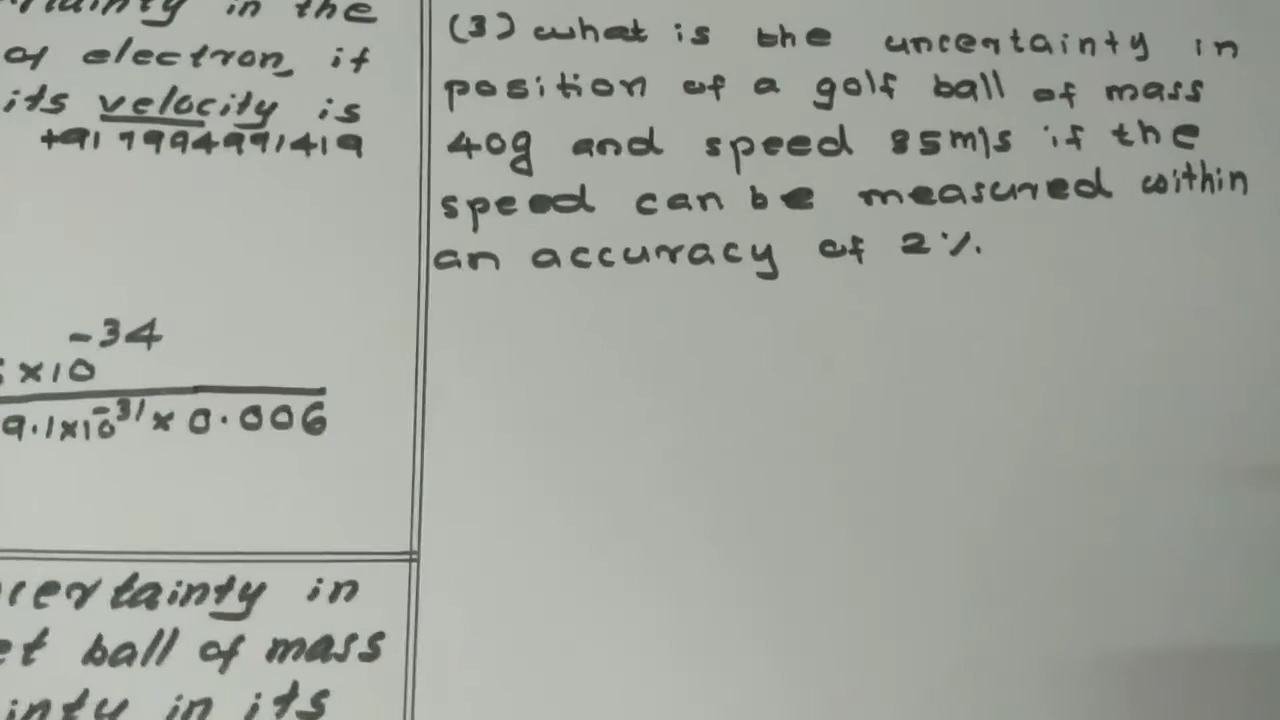 in the
of electron, if
its velocity is
+91 7994991419
-34
×10
9.1×10-31 × 0.006
in
ball of mass
in its
(3) what is the uncertainty in
position of a golf ball of mass
40g and speed 85m/s if the
speed can be measured within
an accuracy of 2%.